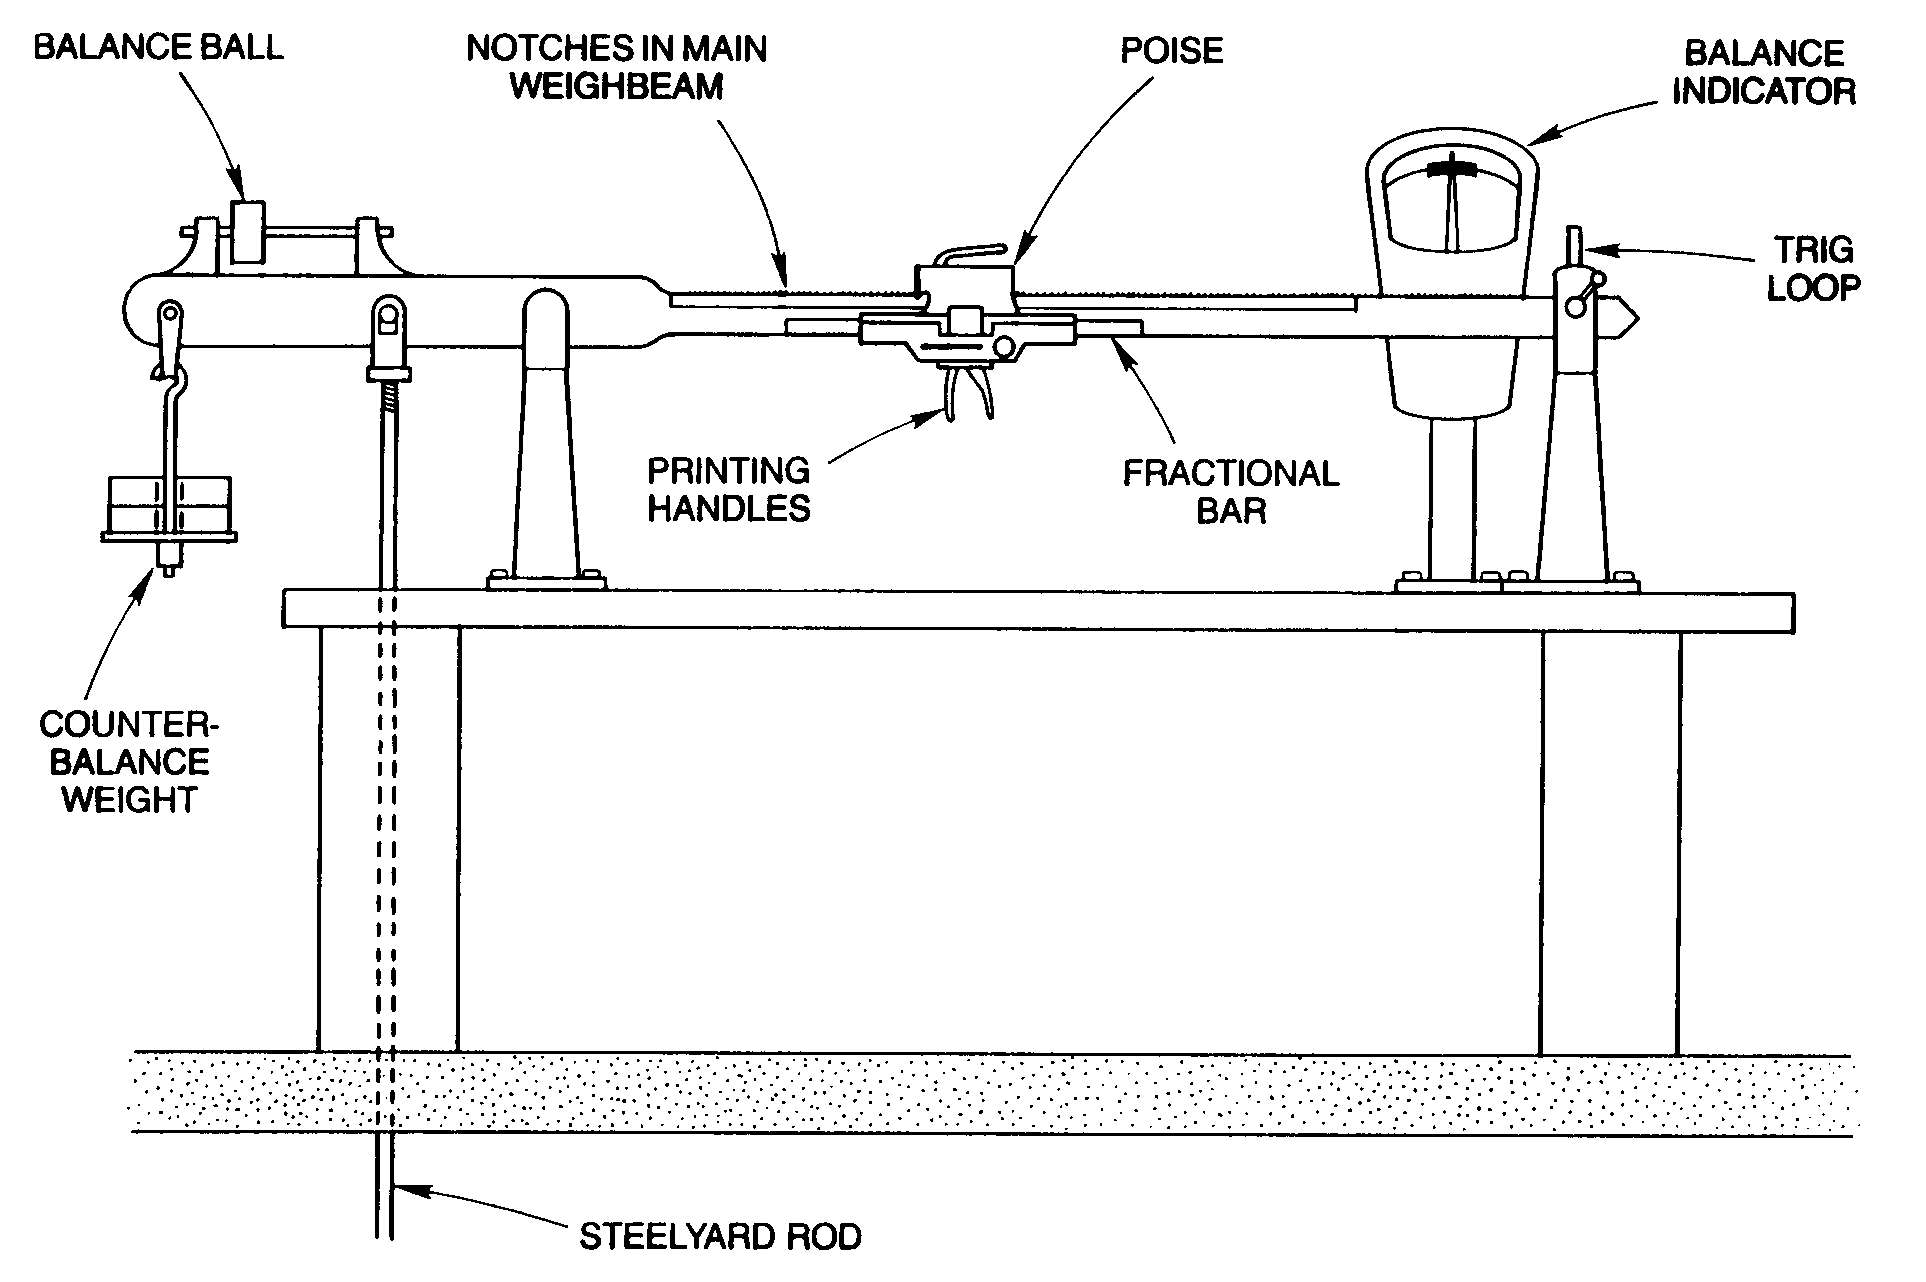 BALANCE BALL
NOTCHES IN MAIN
WEIGHBEAM
POISE
BALANCE
INDICATOR
TRIG
LOOP
PRINTING
HANDLES
FRACTIONAL
BAR
COUNTER-
BALANCE
WEIGHT
STEELYARD ROD